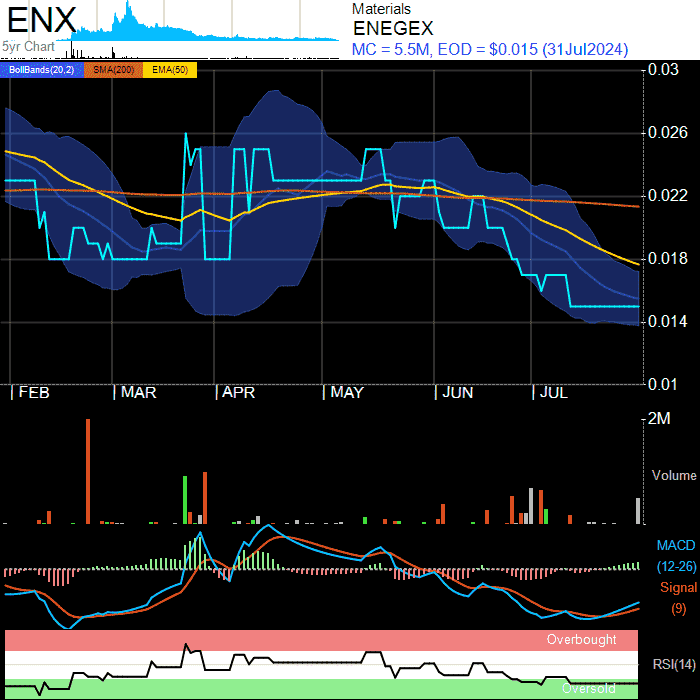 ENX
5yr Chart
Materials
ENEGEX
MC = 5.5M, EOD = $0.015 (31Jul2024)
BollBands(20,2) SMA(200) EMA(50)
0.03
0.026
0.022
0.018
0.014
0.01
FEB MAR APR MAY JUN JUL
2M
Volume
MACD
(12-26)
Signal
(9)
Overbought
RSI(14)
Oversold